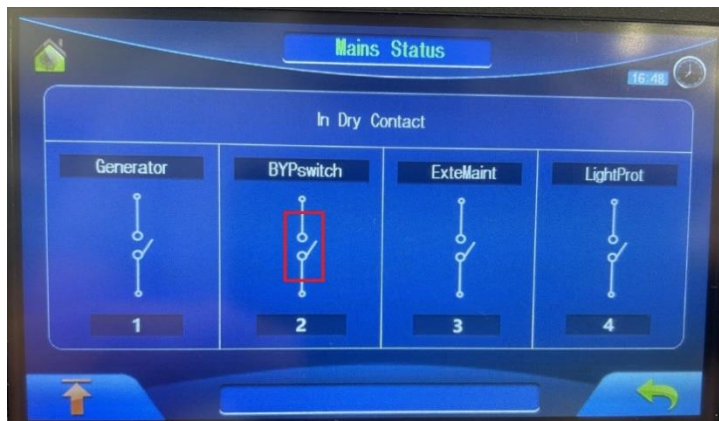 Mains Status
16:48
In Dry Contact
Generator
BYPswitch
ExteMaint
LightProt
1
2
3
4